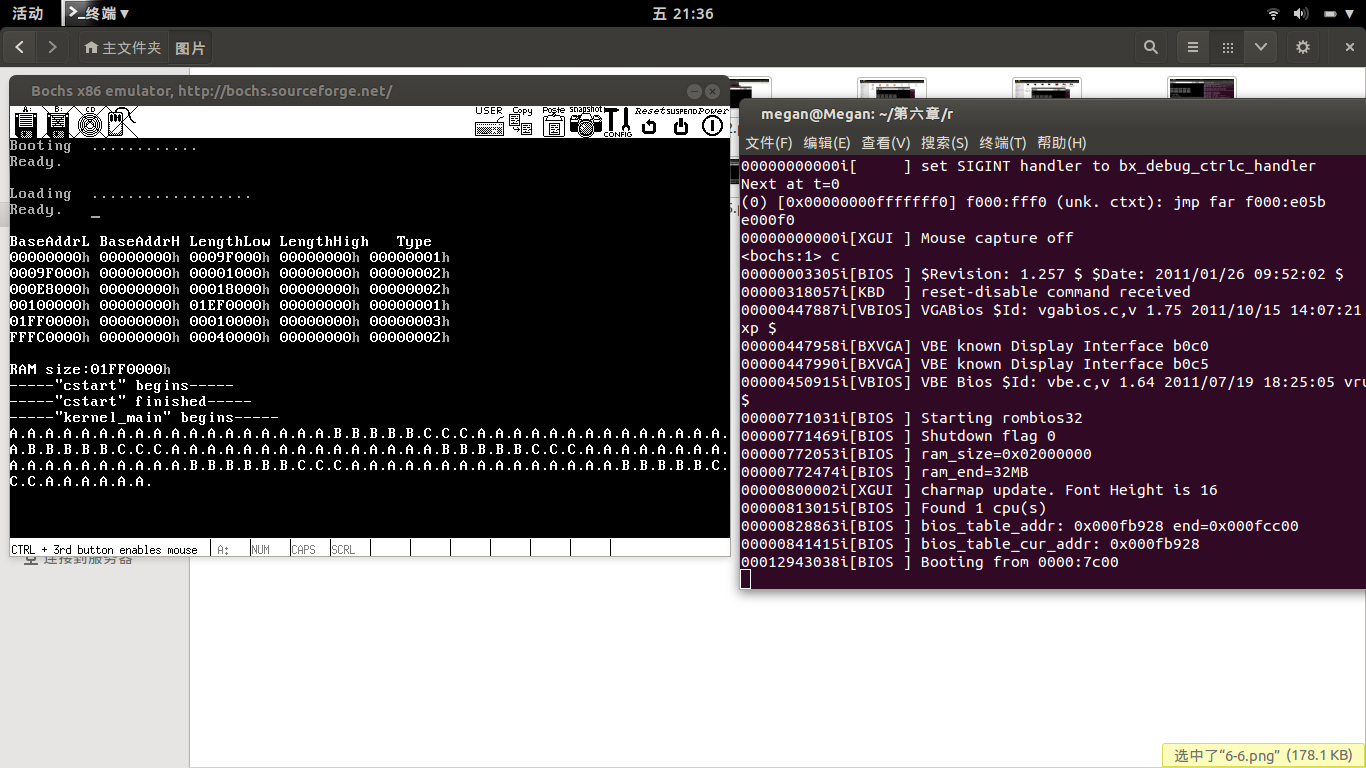 活动 终端 五 21:36
主文件夹 图片
Bochs x86 emulator, http://bochs.sourceforge.net/
A: B: CD USER Copy Paste snapshot CONFIG Reset SUSPEND Power
Booting ............
Ready.
Loading ..................
Ready. _
BaseAddrL BaseAddrH LengthLow LengthHigh Type
00000000h 00000000h 0009F000h 00000000h 00000001h
0009F000h 00000000h 00001000h 00000000h 00000002h
000E8000h 00000000h 00018000h 00000000h 00000002h
00100000h 00000000h 01EF0000h 00000000h 00000001h
01FF0000h 00000000h 00010000h 00000000h 00000003h
FFFC0000h 00000000h 00040000h 00000000h 00000002h
RAM size:01FF0000h
-----"cstart" begins-----
-----"cstart" finished-----
-----"kernel_main" begins-----
A.A.A.A.A.A.A.A.A.A.A.A.A.A.A.A.A.A.B.B.B.B.B.C.C.C.A.A.A.A.A.A.A.A.A.A.A.A.A.A.
A.B.B.B.B.C.C.C.A.A.A.A.A.A.A.A.A.A.A.A.A.A.A.A.B.B.B.B.B.C.C.C.A.A.A.A.A.A.A.A.
A.A.A.A.A.A.A.A.A.A.B.B.B.B.B.B.C.C.C.A.A.A.A.A.A.A.A.A.A.A.A.A.A.A.B.B.B.B.B.C.
C.C.A.A.A.A.A.A.
CTRL + 3rd button enables mouse A: NUM CAPS SCRL
连接到服务器
megan@Megan: ~/第六章/r
文件(F) 编辑(E) 查看(V) 搜索(S) 终端(T) 帮助(H)
00000000000i[      ] set SIGINT handler to bx_debug_ctrlc_handler
Next at t=0
(0) [0x00000000fffffff0] f000:fff0 (unk. ctxt): jmp far f000:e05b
e000f0
00000000000i[XGUI ] Mouse capture off
<bochs:1> c
00000003305i[BIOS ] $Revision: 1.257 $ $Date: 2011/01/26 09:52:02 $
00000318057i[KBD  ] reset-disable command received
00000447887i[VBIOS] VGABios $Id: vgabios.c,v 1.75 2011/10/15 14:07:21
xp $
00000447958i[BXVGA] VBE known Display Interface b0c0
00000447990i[BXVGA] VBE known Display Interface b0c5
00000450915i[VBIOS] VBE Bios $Id: vbe.c,v 1.64 2011/07/19 18:25:05 vru
$
00000771031i[BIOS ] Starting rombios32
00000771469i[BIOS ] Shutdown flag 0
00000772053i[BIOS ] ram_size=0x02000000
00000772474i[BIOS ] ram_end=32MB
00000800002i[XGUI ] charmap update. Font Height is 16
00000813015i[BIOS ] Found 1 cpu(s)
00000828863i[BIOS ] bios_table_addr: 0x000fb928 end=0x000fcc00
00000841415i[BIOS ] bios_table_cur_addr: 0x000fb928
00012943038i[BIOS ] Booting from 0000:7c00
选中了“6-6.png” (178.1 KB)